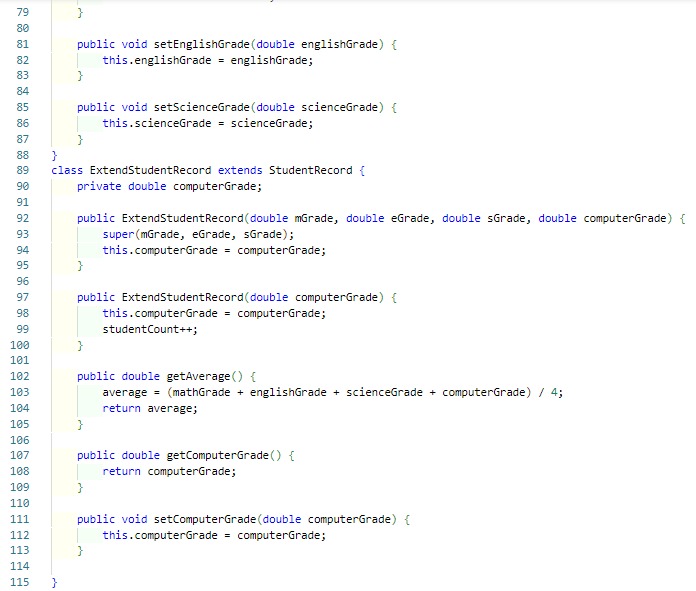 79 }
80
81 public void setEnglishGrade(double englishGrade) {
82 this.englishGrade = englishGrade;
83 }
84
85 public void setScienceGrade(double scienceGrade) {
86 this.scienceGrade = scienceGrade;
87 }
88 }
89 class ExtendStudentRecord extends StudentRecord {
90 private double computerGrade;
91
92 public ExtendStudentRecord(double mGrade, double eGrade, double sGrade, double computerGrade) {
93 super(mGrade, eGrade, sGrade);
94 this.computerGrade = computerGrade;
95 }
96
97 public ExtendStudentRecord(double computerGrade) {
98 this.computerGrade = computerGrade;
99 studentCount++;
100 }
101
102 public double getAverage() {
103 average = (mathGrade + englishGrade + scienceGrade + computerGrade) / 4;
104 return average;
105 }
106
107 public double getComputerGrade() {
108 return computerGrade;
109 }
110
111 public void setComputerGrade(double computerGrade) {
112 this.computerGrade = computerGrade;
113 }
114
115 }